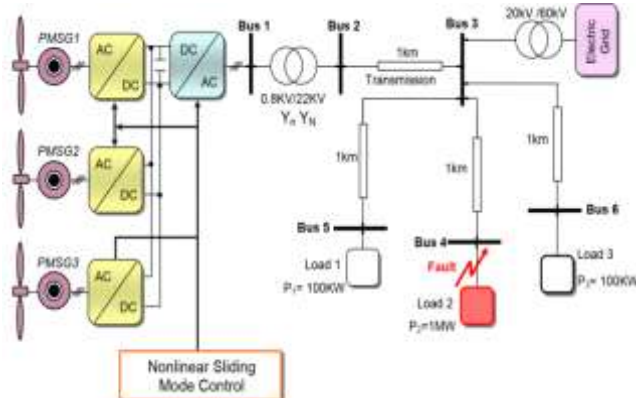 PMSG1
AC
DC
DC
AC
Bus 1
Bus 2
Bus 3
20kV /60kV
Electric
Grid
1km
Transmission
0.8KV/22KV
Yn YN
PMSG2
AC
DC
1km
1km
1km
Bus 5
Bus 4
Bus 6
PMSG3
AC
DC
Load 1
P1= 100KW
Fault
Load 2
P2=1MW
Load 3
P3= 100KW
Nonlinear Sliding
Mode Control